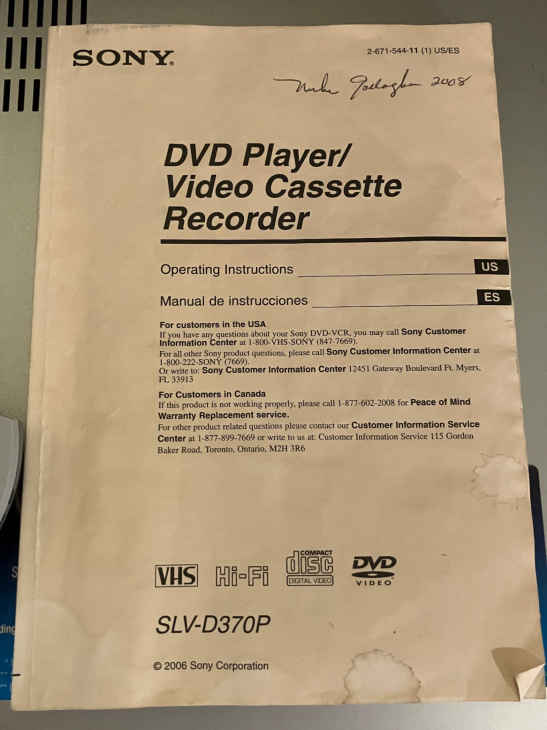 SONY®
2-671-544-11 (1) US/ES
Mike Gallagher 2008
DVD Player/
Video Cassette
Recorder
Operating Instructions
US
Manual de instrucciones
ES
For customers in the USA
If you have any questions about your Sony DVD-VCR, you may call Sony Customer
Information Center at 1-800-VHS-SONY (847-7669).
For all other Sony product questions, please call Sony Customer Information Center at
1-800-222-SONY (7669).
Or write to: Sony Customer Information Center 12451 Gateway Boulevard Ft. Myers,
FL 33913
For Customers in Canada
If this product is not working properly, please call 1-877-602-2008 for Peace of Mind
Warranty Replacement service.
For other product related questions please contact our Customer Information Service
Center at 1-877-899-7669 or write to us at: Customer Information Service 115 Gordon
Baker Road, Toronto, Ontario, M2H 3R6
VHS
Hi-Fi
COMPACT
disc
DIGITAL VIDEO
DVD
VIDEO
SLV-D370P
© 2006 Sony Corporation